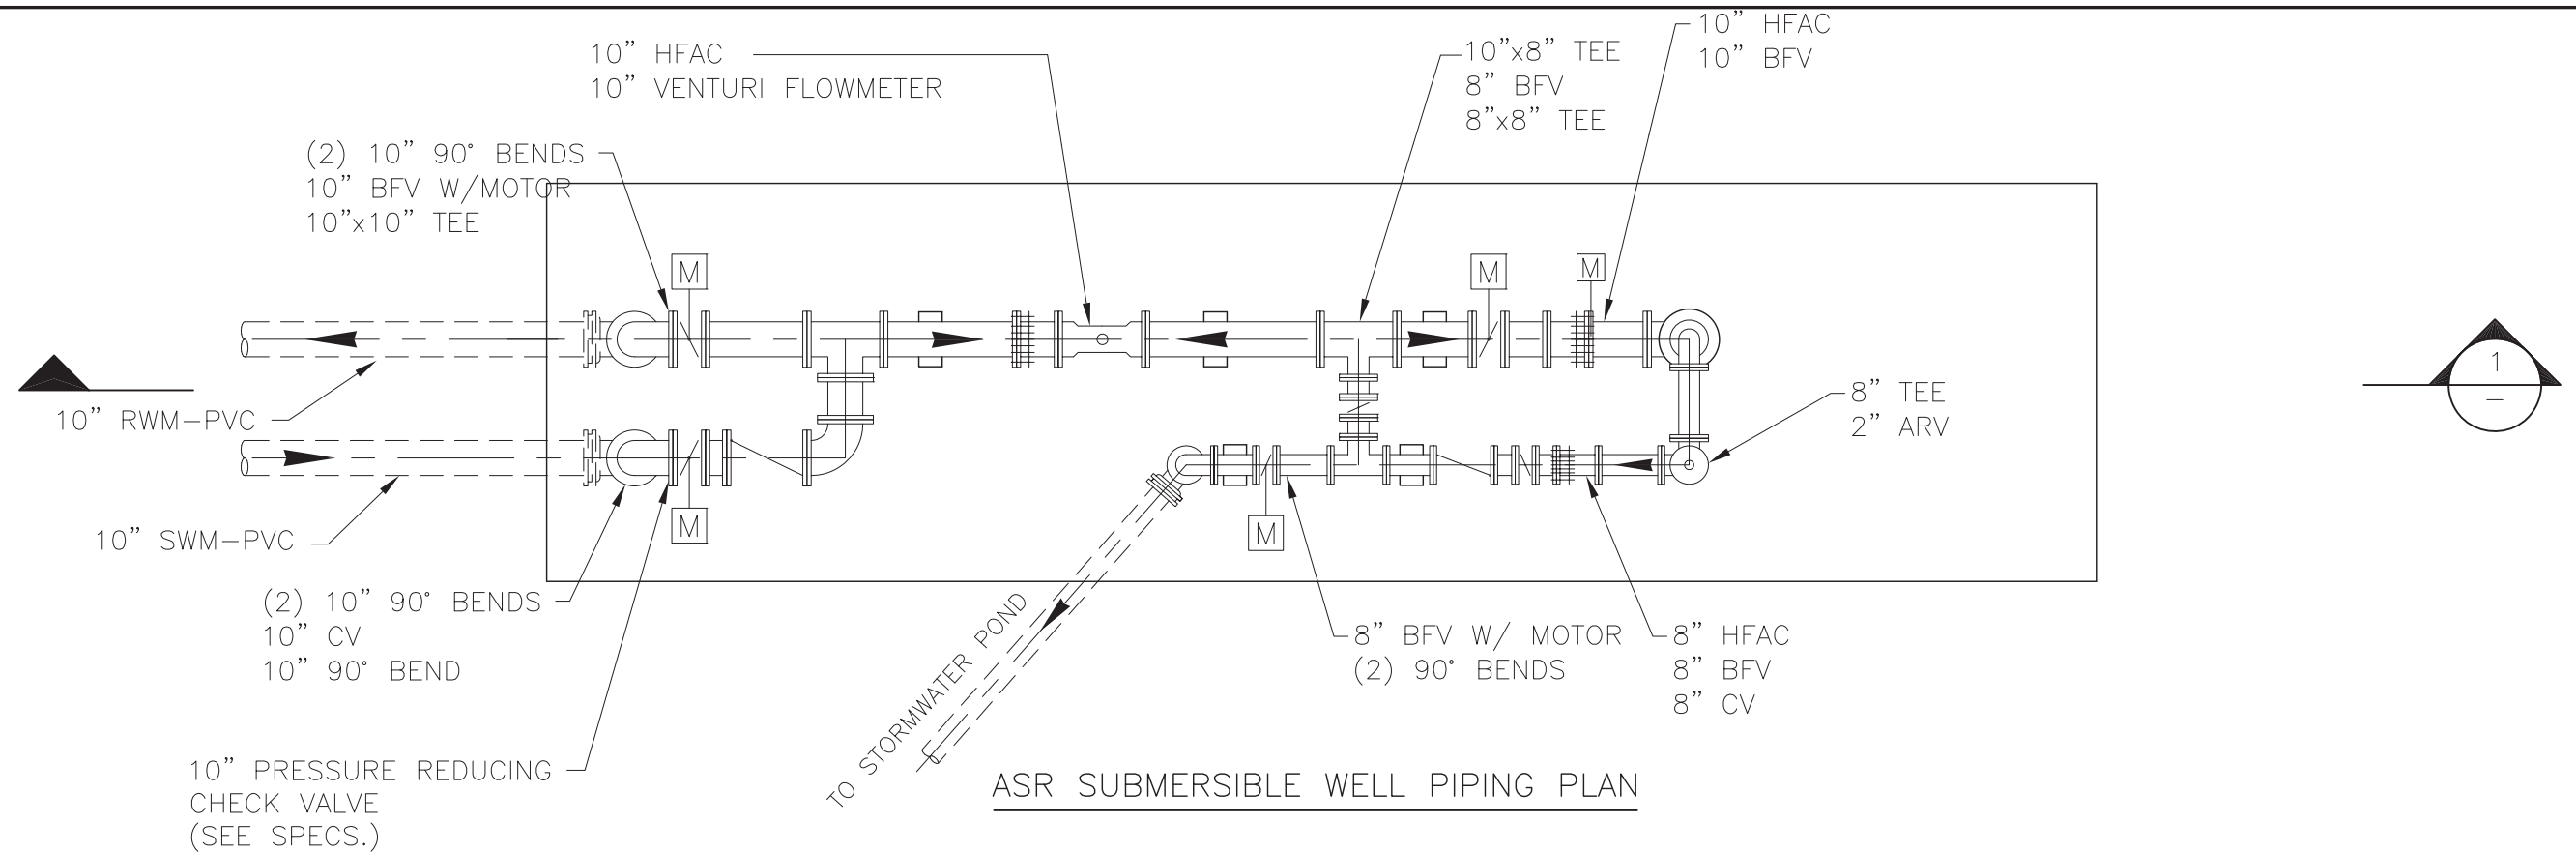 10” HFAC
10” VENTURI FLOWMETER
10”x8” TEE
8” BFV
8”x8” TEE
10” HFAC
10” BFV
(2) 10” 90° BENDS
10” BFV W/MOTOR
10”x10” TEE
M
M
M
10” RWM-PVC
8” TEE
2” ARV
1
–
10” SWM-PVC
M
M
(2) 10” 90° BENDS
10” CV
10” 90° BEND
8” BFV W/ MOTOR
(2) 90° BENDS
8” HFAC
8” BFV
8” CV
TO STORMWATER POND
10” PRESSURE REDUCING
CHECK VALVE
(SEE SPECS.)
ASR SUBMERSIBLE WELL PIPING PLAN